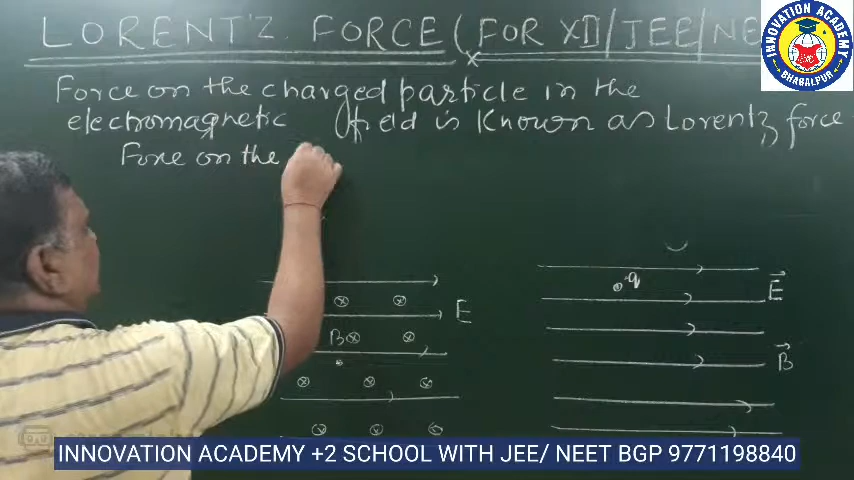 LORENT'Z. FORCE (FOR XII/JEE/NE
Force on the charged particle in the
electromagnetic field is known as Lorentz force
Force on the
INNOVATION ACADEMY
BHAGALPUR
q
E
E
B
B
INNOVATION ACADEMY +2 SCHOOL WITH JEE/ NEET BGP 9771198840